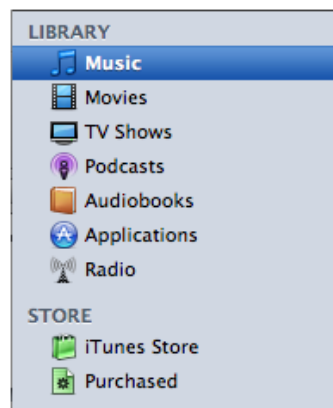 LIBRARY
Music
Movies
TV Shows
Podcasts
Audiobooks
Applications
Radio
STORE
iTunes Store
Purchased